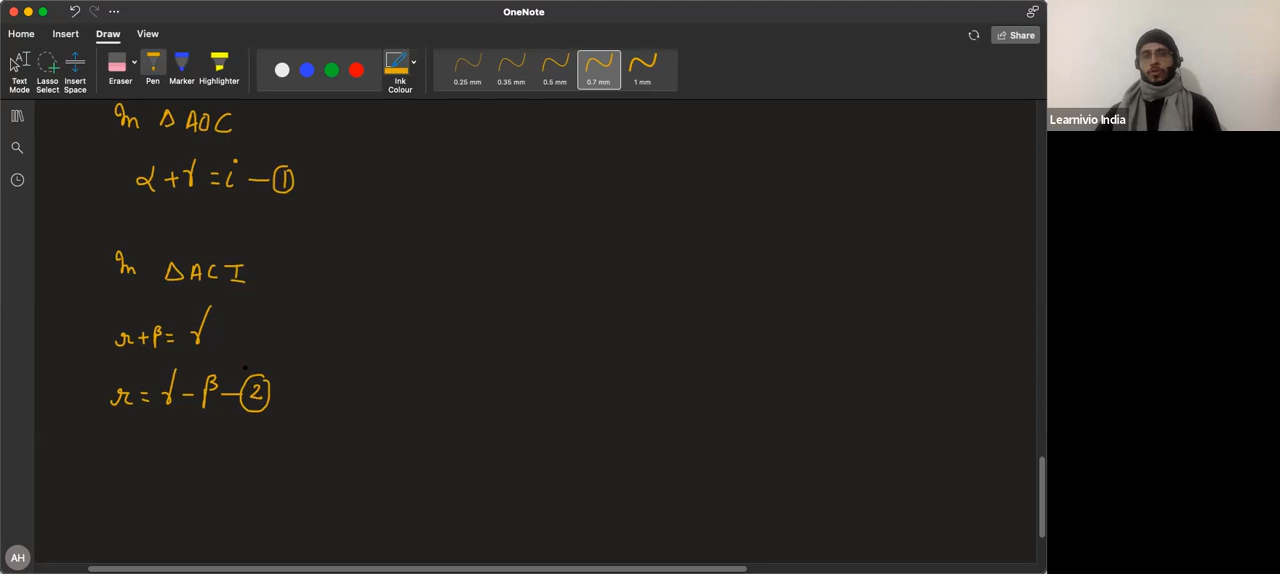 OneNote
Home Insert Draw View
Share
Text Mode
Lasso Select
Insert Space
Eraser
Pen
Marker
Highlighter
Ink Colour
0.25 mm
0.35 mm
0.5 mm
0.7 mm
1 mm
Learnivio India
In Δ AOC
α + γ = i — ①
In Δ ACI
r + β = γ
r = γ - β — ②
AH